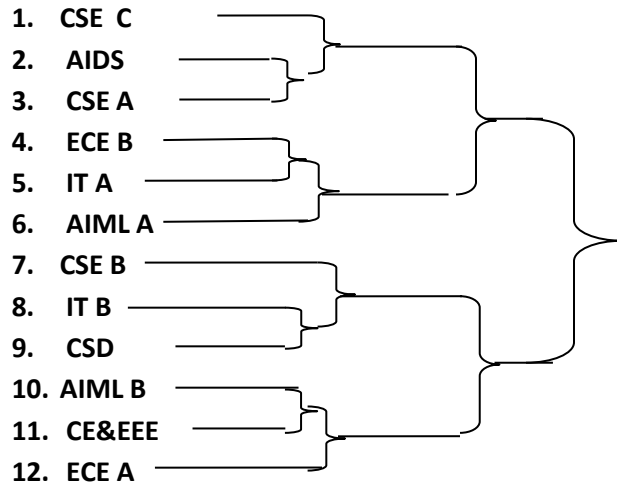 1. CSE C
2. AIDS
3. CSE A
4. ECE B
5. IT A
6. AIML A
7. CSE B
8. IT B
9. CSD
10. AIML B
11. CE&EEE
12. ECE A